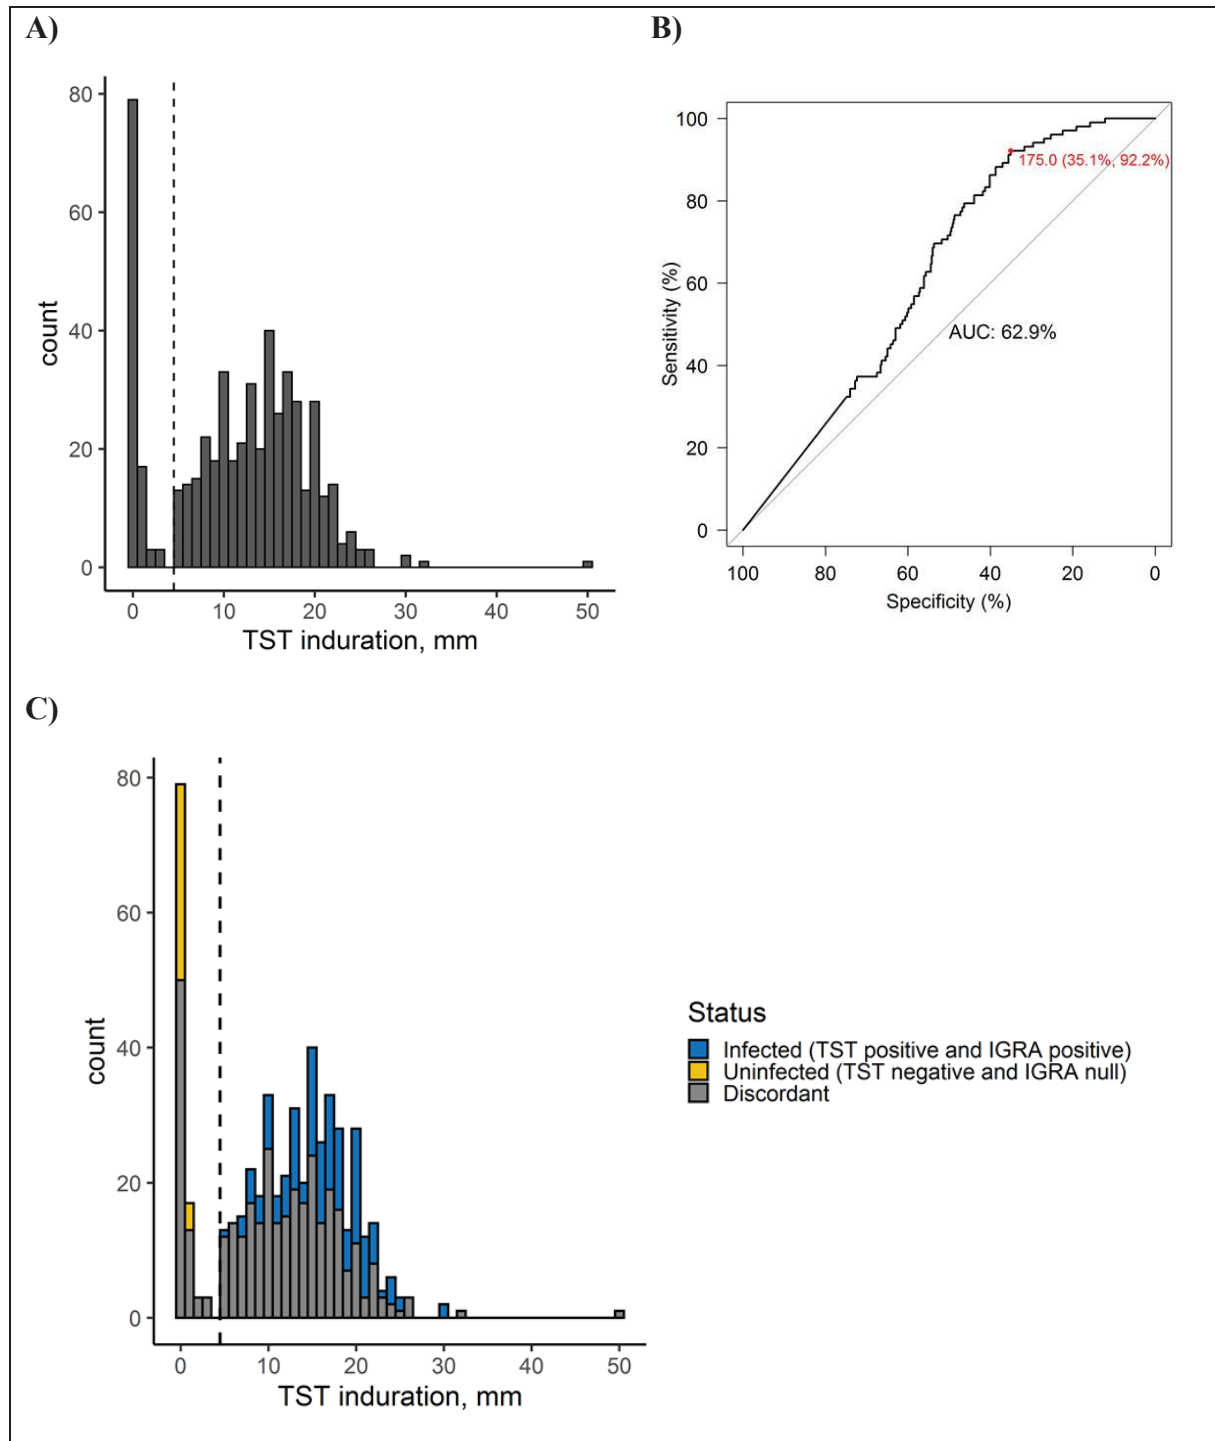 A)
80
60
40
20
0
count
0 10 20 30 40 50
TST induration, mm
B)
100
80
60
40
20
0
Sensitivity (%)
175.0 (35.1%, 92.2%)
AUC: 62.9%
100 80 60 40 20 0
Specificity (%)
C)
80
60
40
20
0
count
0 10 20 30 40 50
TST induration, mm
Status
Infected (TST positive and IGRA positive)
Uninfected (TST negative and IGRA null)
Discordant